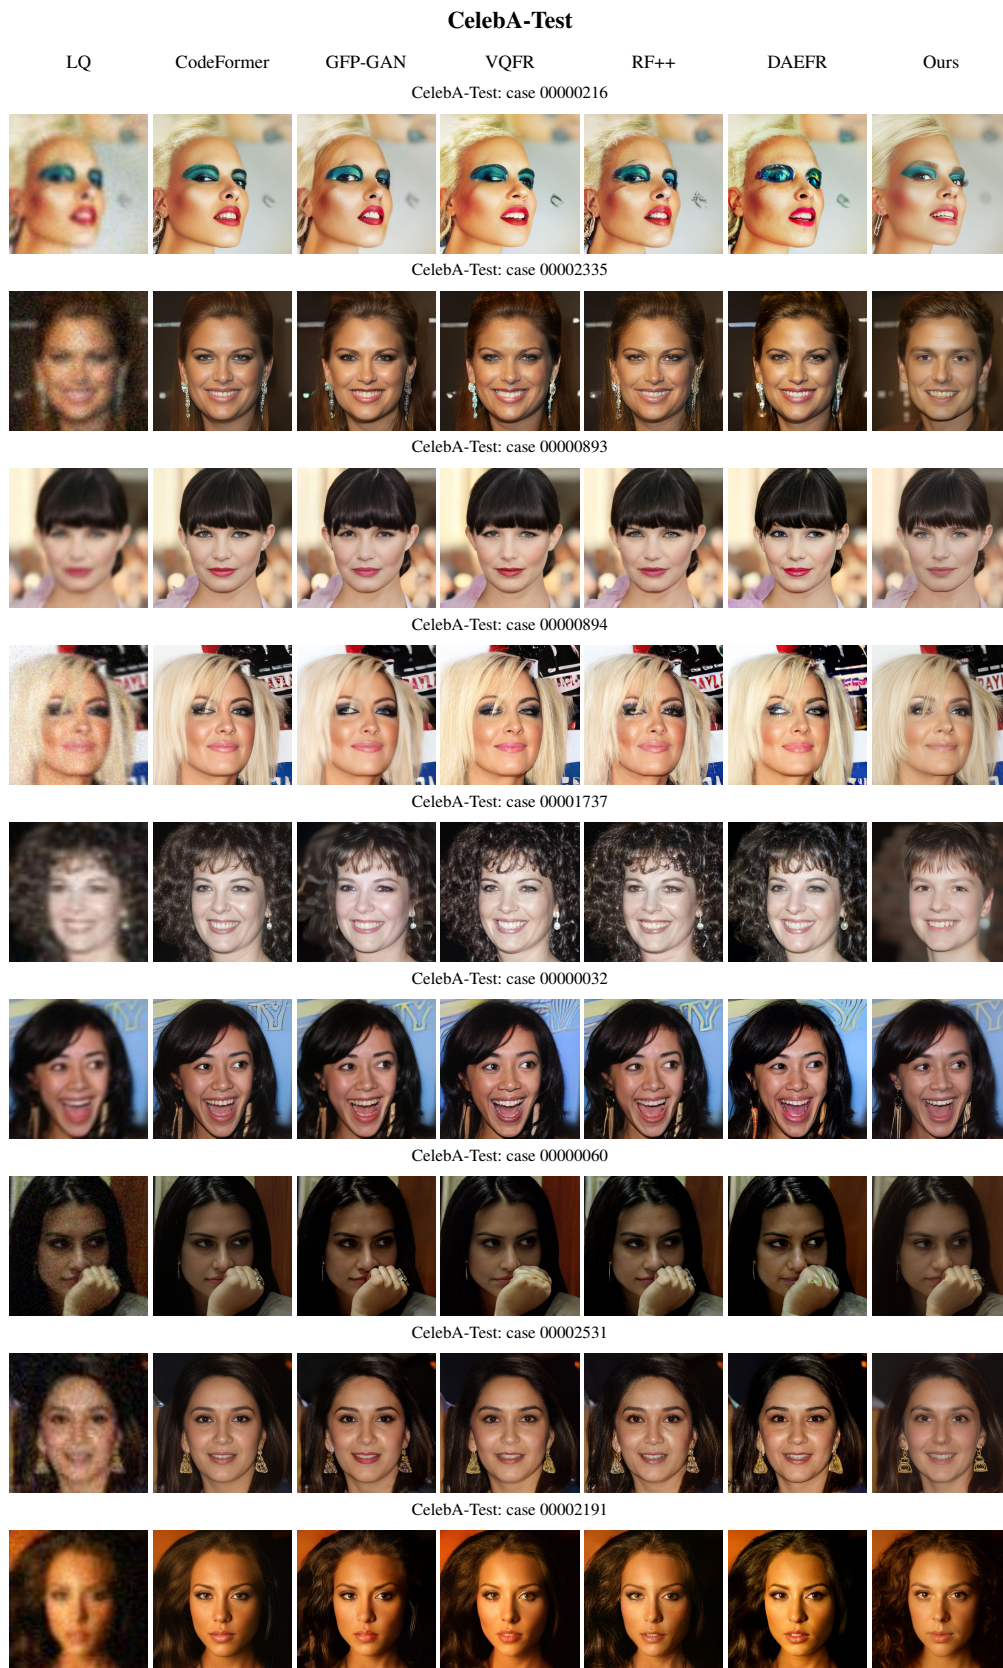 CelebA-Test
LQ CodeFormer GFP-GAN VQFR RF++ DAEFR Ours
CelebA-Test: case 00000216
CelebA-Test: case 00002335
CelebA-Test: case 00000893
CelebA-Test: case 00000894
CelebA-Test: case 00001737
CelebA-Test: case 00000032
CelebA-Test: case 00000060
CelebA-Test: case 00002531
CelebA-Test: case 00002191